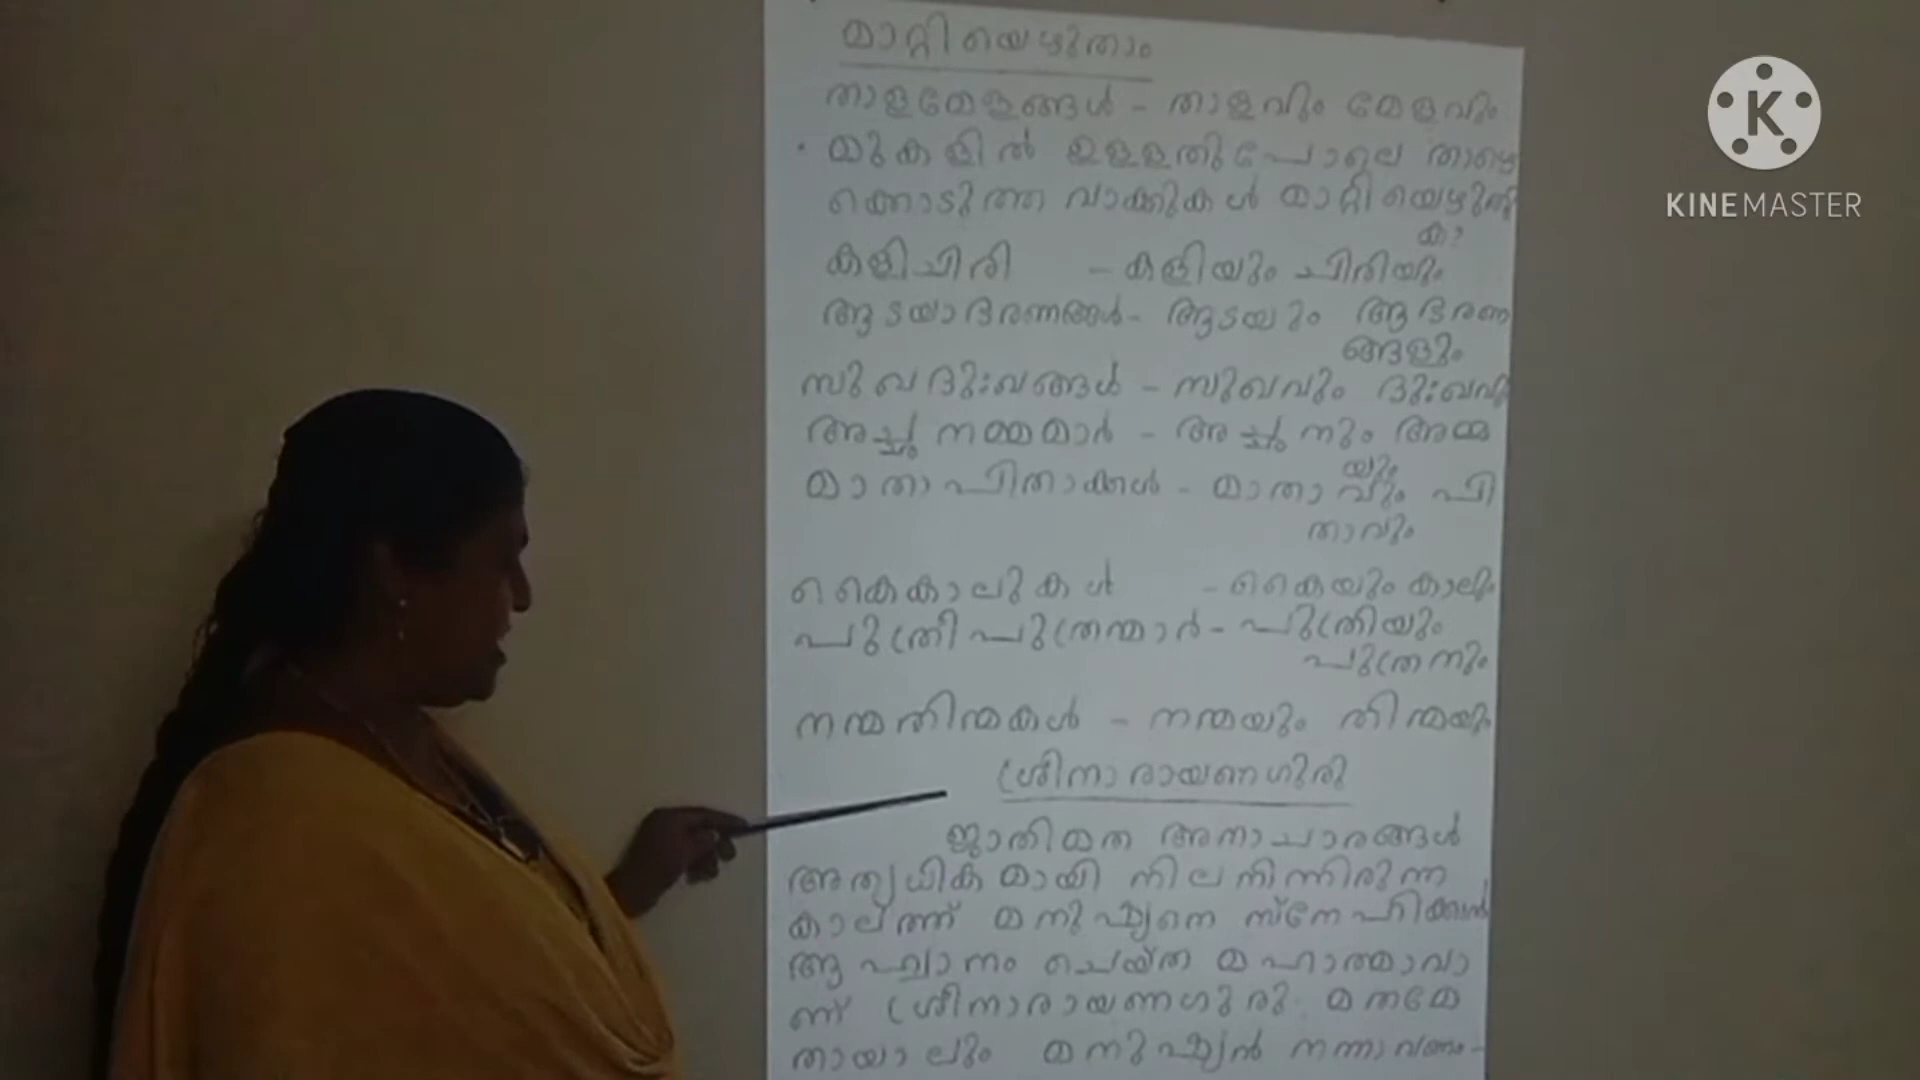 മാറ്റിയെഴുതാം
താളമേളങ്ങൾ - താളവും മേളവും
• മുകളിൽ ഉള്ളതുപോലെ താഴെ
ക്കൊടുത്ത വാക്കുകൾ മാറ്റിയെഴുതു
ക?
കളിചിരി - കളിയും ചിരിയും
ആടയാഭരണങ്ങൾ - ആടയും ആഭരണ
ങ്ങളും
സുഖദുഃഖങ്ങൾ - സുഖവും ദുഃഖവും
അച്ഛനമ്മമാർ - അച്ഛനും അമ്മ
യും
മാതാപിതാക്കൾ - മാതാവും പി
താവും
കൈകാലുകൾ - കൈയും കാലും
പുത്രീപുത്രന്മാർ - പുത്രിയും
പുത്രനും
നന്മതിന്മകൾ - നന്മയും തിന്മയും
ശ്രീനാരായണഗുരു
ജാതിമത അനാചാരങ്ങൾ
അത്യധികമായി നിലനിന്നിരുന്ന
കാലത്ത് മനുഷ്യനെ സ്നേഹിക്കാൻ
ആഹ്വാനം ചെയ്ത മഹാത്മാവാ
ണ് ശ്രീനാരായണഗുരു. മതമേ
തായാലും മനുഷ്യൻ നന്നാവണം-
K
KINEMASTER